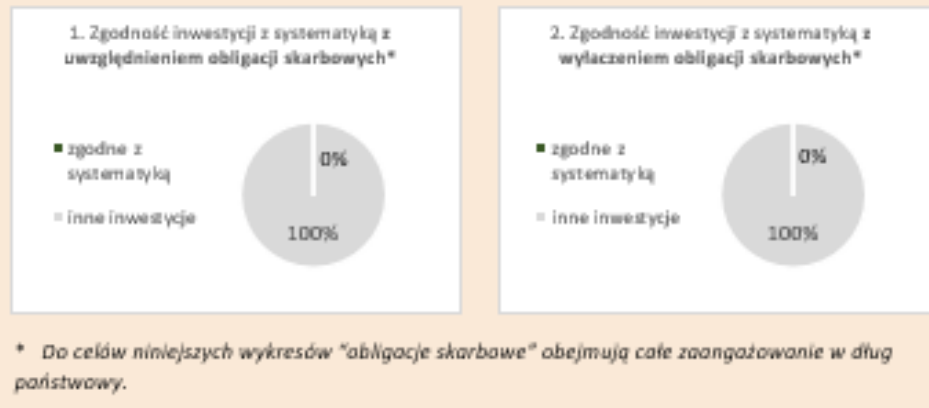 1. Zgodność inwestycji z systematyką z
uwzględnieniem obligacji skarbowych*
zgodne z
systematyką
inne inwestycje
0%
100%
2. Zgodność inwestycji z systematyką z
wyłaczeniem obligacji skarbowych*
zgodne z
systematyką
inne inwestycje
0%
100%
* Do celów niniejszych wykresów "obligacje skarbowe" obejmują całe zaangażowanie w dług
państwowy.